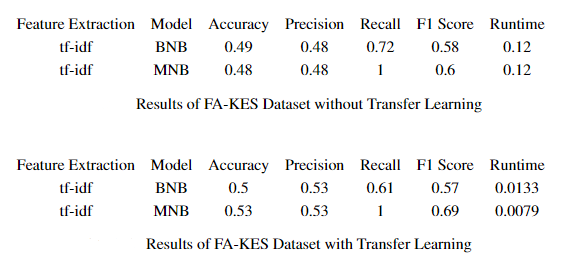 Feature Extraction Model Accuracy Precision Recall F1 Score Runtime
tf-idf BNB 0.49 0.48 0.72 0.58 0.12
tf-idf MNB 0.48 0.48 1 0.6 0.12
Results of FA-KES Dataset without Transfer Learning
Feature Extraction Model Accuracy Precision Recall F1 Score Runtime
tf-idf BNB 0.5 0.53 0.61 0.57 0.0133
tf-idf MNB 0.53 0.53 1 0.69 0.0079
Results of FA-KES Dataset with Transfer Learning